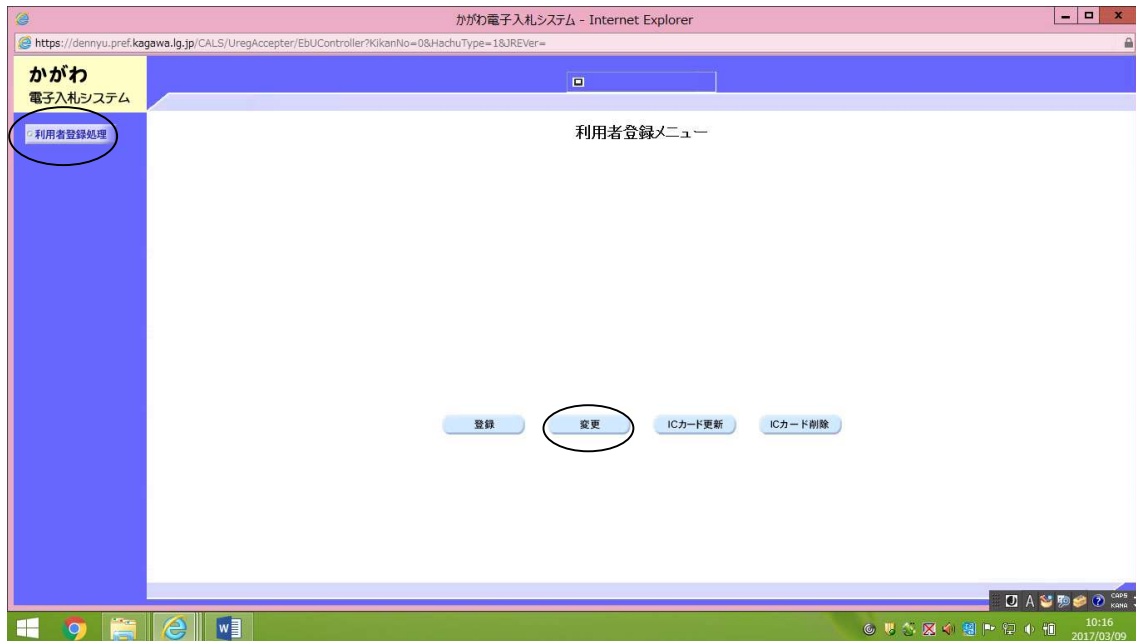 かがわ電子入札システム - Internet Explorer
https://dennyu.pref.kagawa.lg.jp/CALS/UregAccepter/EbUController?KikanNo=0&HachuType=1&JREVer=
かがわ
電子入札システム
利用者登録処理
利用者登録メニュー
登録
変更
ICカード更新
ICカード削除
A
CAPS
KANA
10:16
2017/03/09